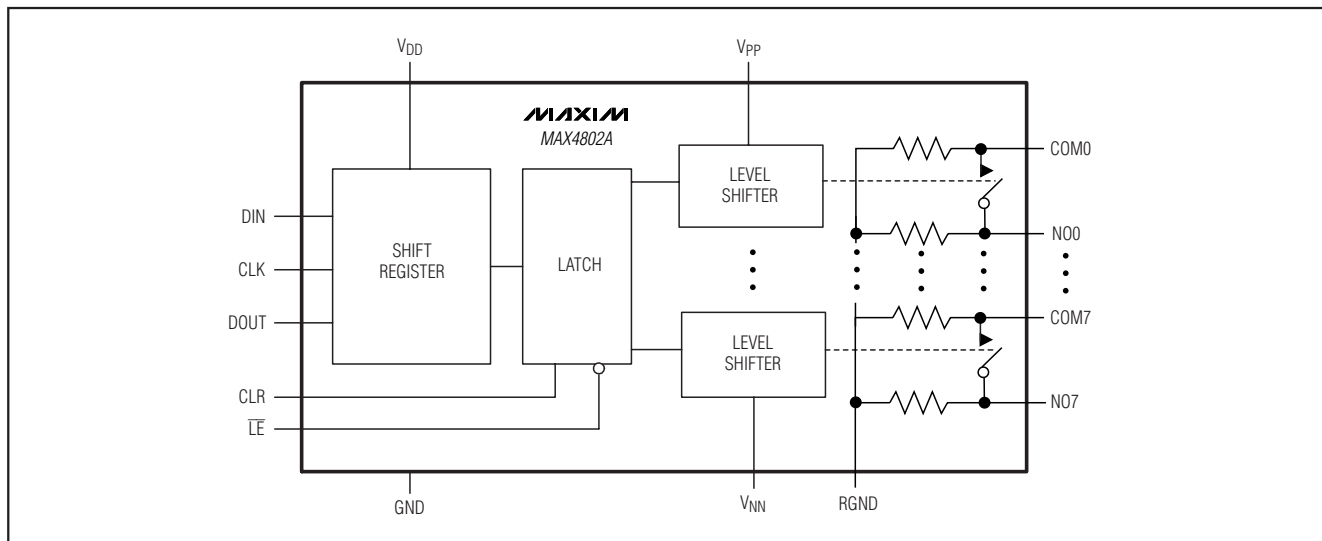 VDD
VPP
MAXIM
MAX4802A
DIN
CLK
DOUT
CLR
LE
SHIFT
REGISTER
LATCH
LEVEL
SHIFTER
LEVEL
SHIFTER
COM0
NO0
COM7
NO7
GND
VNN
RGND